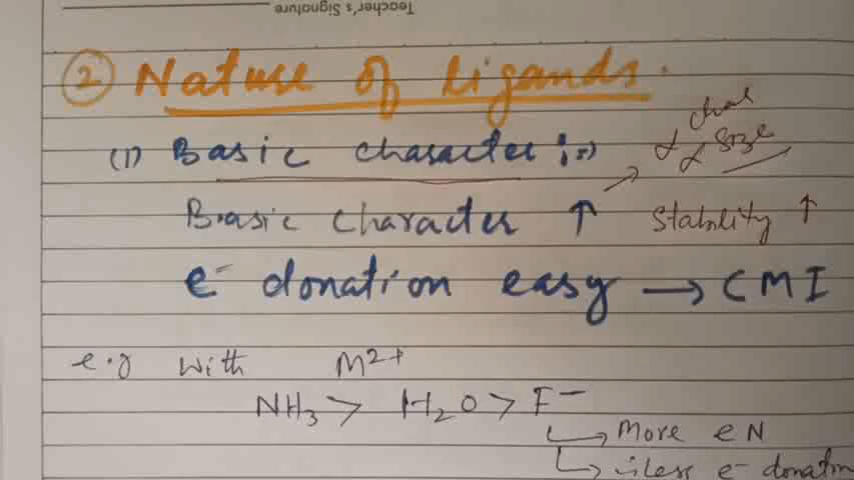 Teacher's Signature
② Nature of Ligands.
(1) Basic character :=)
∝ char
∝ size
Basic character ↑ → Stability ↑
e⁻ donation easy → CMI
e.g with M²⁺
NH₃ > H₂O > F⁻
↳ More eN
↳ less e⁻ donation